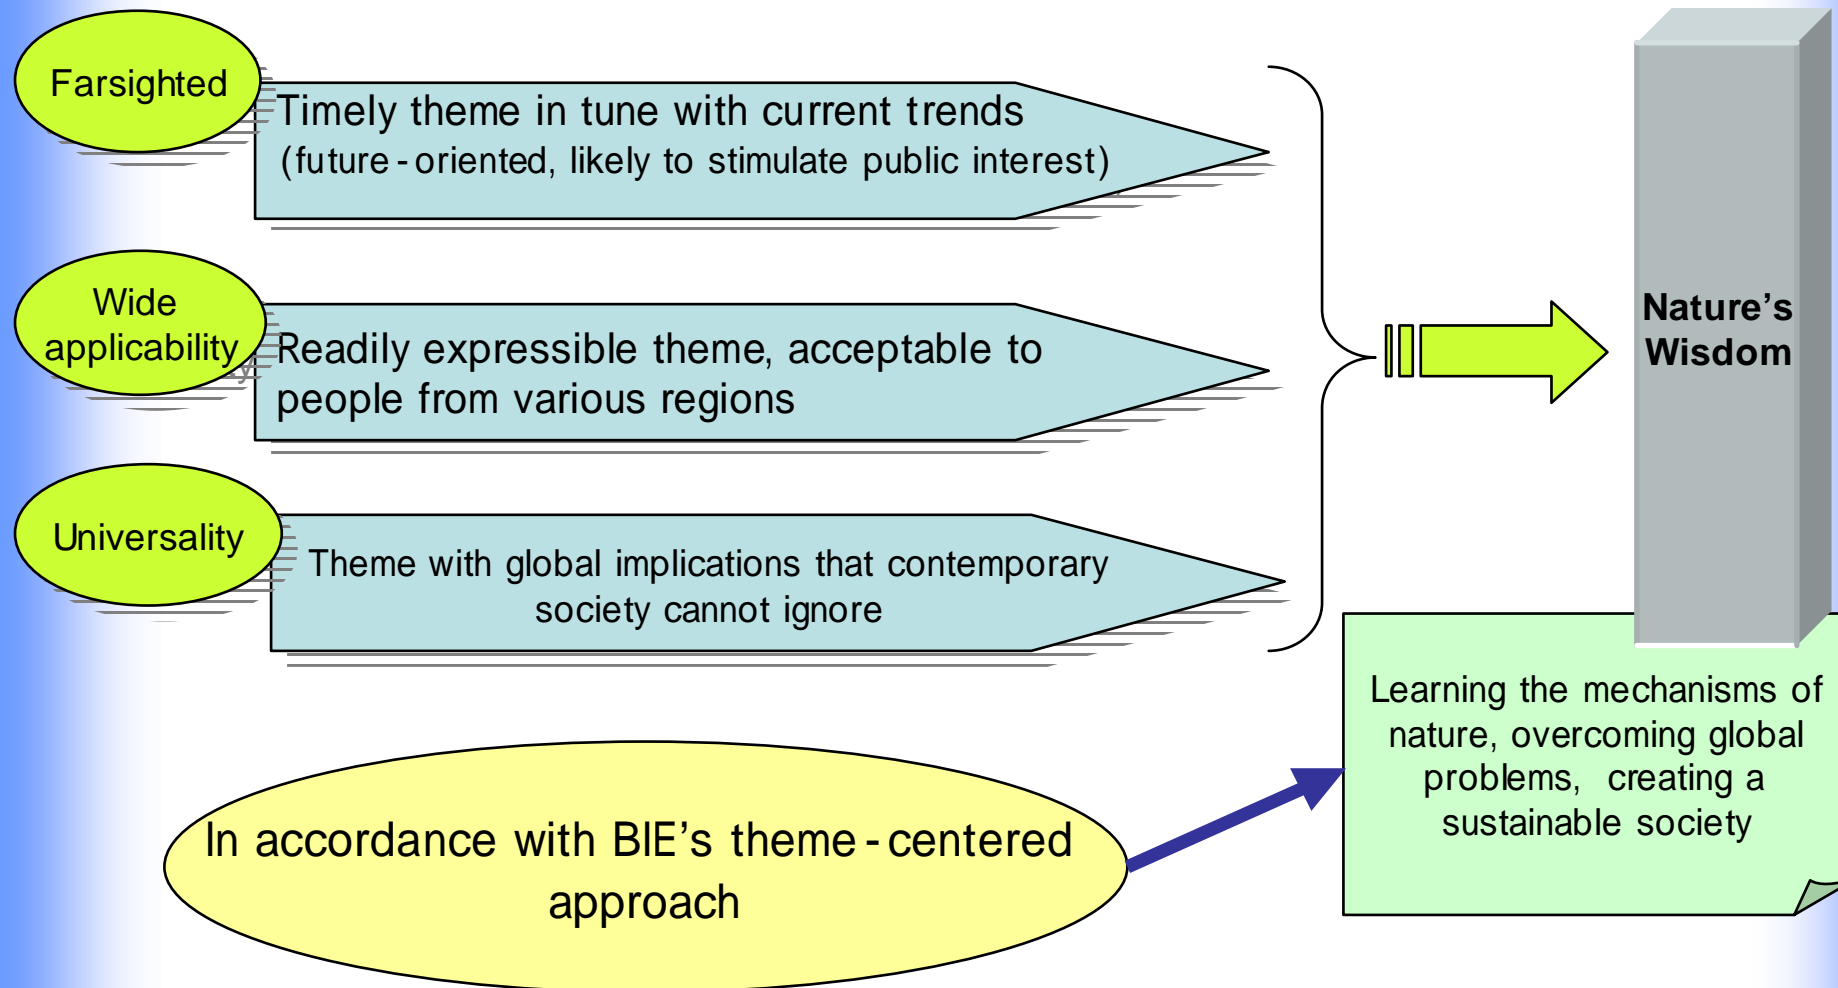 Farsighted
Timely theme in tune with current trends
(future-oriented, likely to stimulate public interest)
Wide
applicability
Readily expressible theme, acceptable to
people from various regions
Universality
Theme with global implications that contemporary
society cannot ignore
Nature’s
Wisdom
Learning the mechanisms of
nature, overcoming global
problems, creating a
sustainable society
In accordance with BIE’s theme-centered
approach